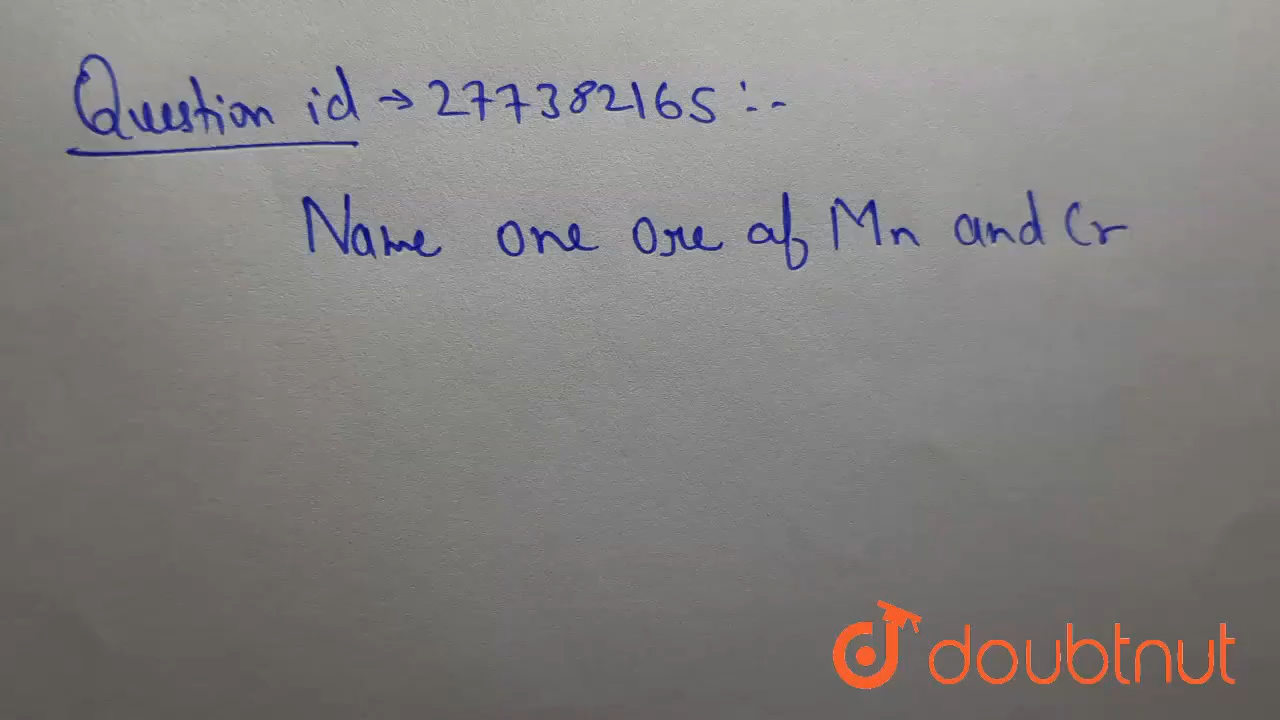 Question id → 277382165 :-
Name one ore of Mn and Cr
doubtnut